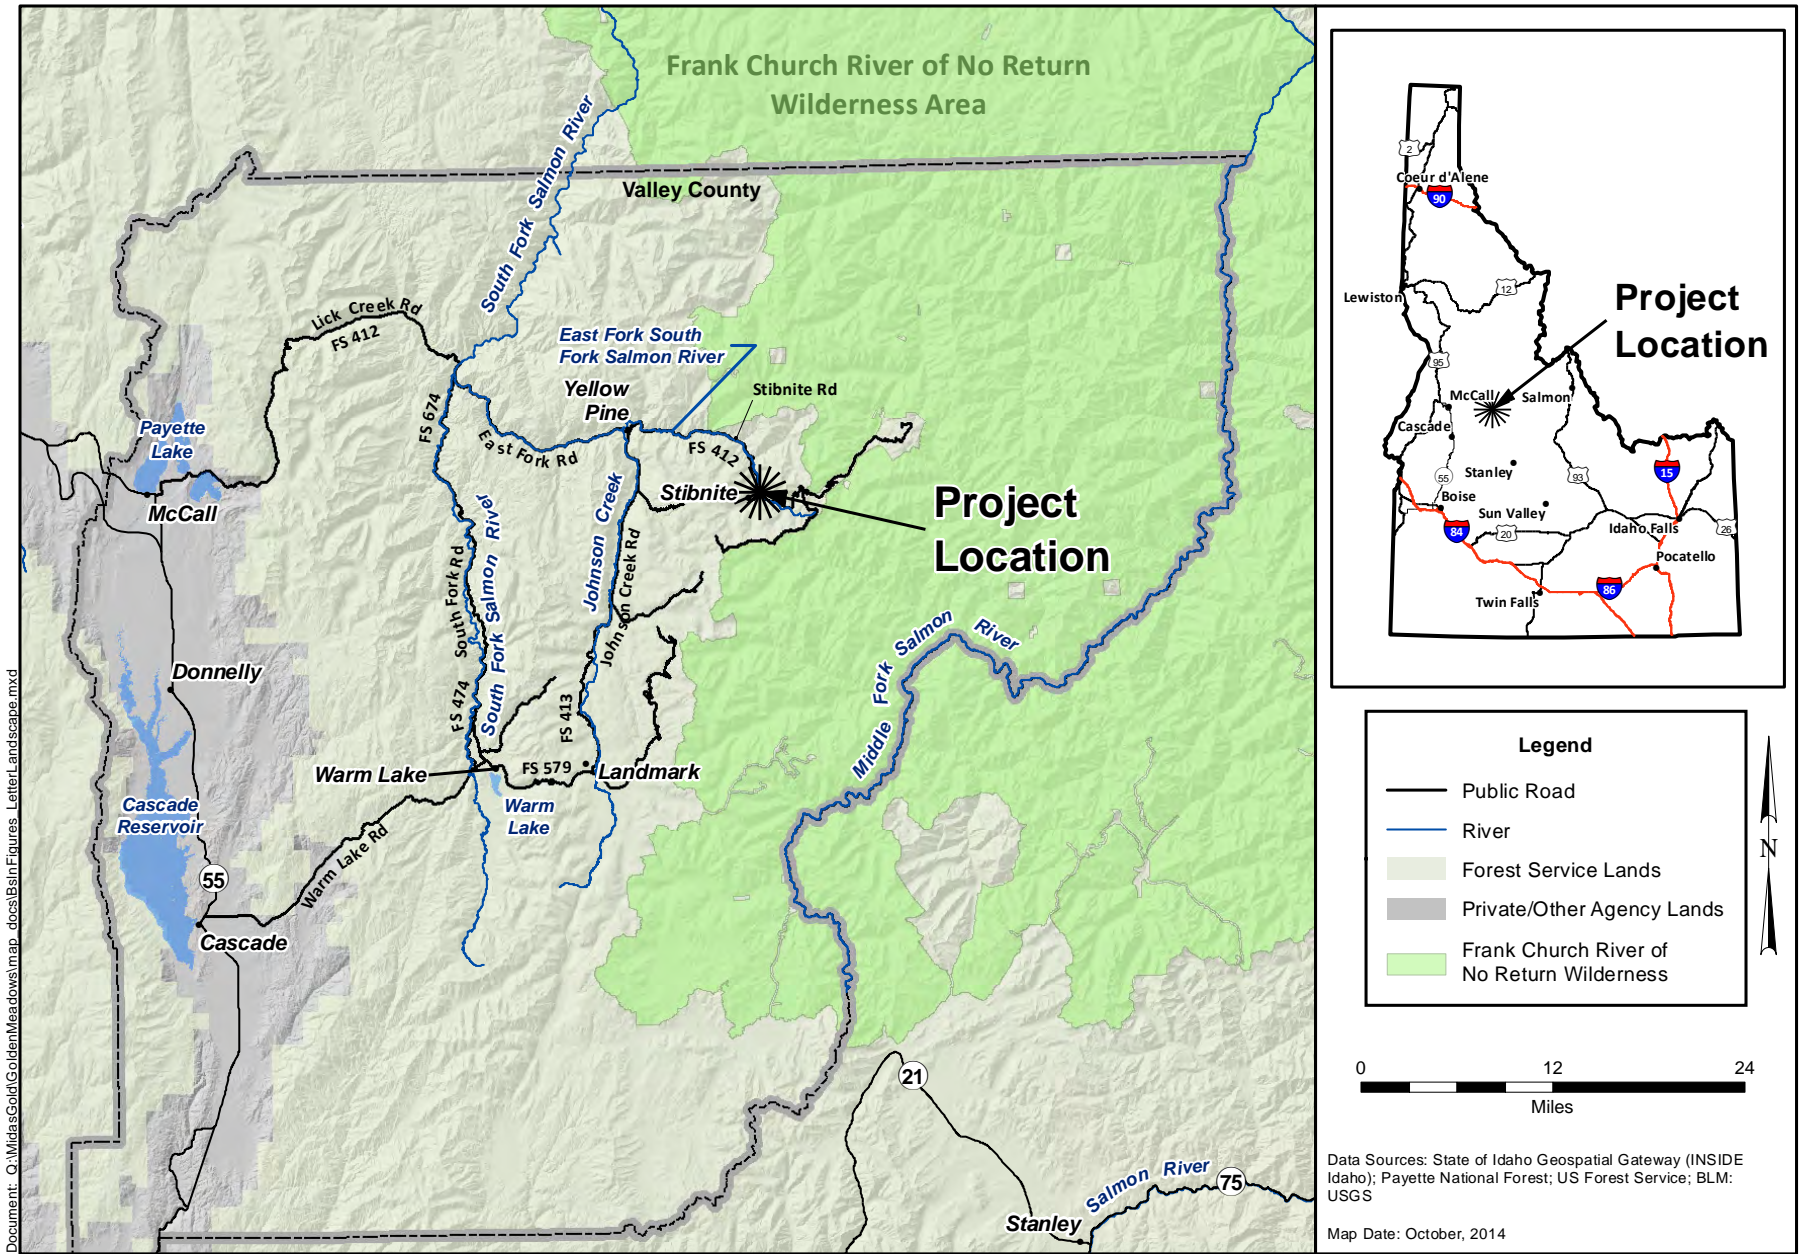 Frank Church River of No Return
Wilderness Area
South Fork Salmon River
Valley County
Lick Creek Rd
FS 412
East Fork South
Fork Salmon River
Yellow
Pine
Stibnite Rd
FS 674
East Fork Rd
FS 412
Payette
Lake
McCall
Stibnite
Project
Location
Johnson Creek
Johnson Creek Rd
South Fork Rd
South Fork Salmon River
Middle Fork Salmon River
Donnelly
FS 474
FS 413
Warm Lake
FS 579
Landmark
Warm
Lake
Cascade
Reservoir
Warm Lake Rd
55
Cascade
21
Salmon River
75
Stanley
Document: Q:\MidasGold\GoldenMeadows\map_docs\Bsln\Figures_LetterLandscape.mxd
2
Coeur d'Alene
90
Lewiston
12
Project
Location
95
McCall
Salmon
Cascade
Stanley
55
93
15
Boise
Sun Valley
84
20
Idaho Falls
26
Pocatello
86
Twin Falls
Legend
Public Road
River
Forest Service Lands
Private/Other Agency Lands
Frank Church River of
No Return Wilderness
N
0 12 24
Miles
Data Sources: State of Idaho Geospatial Gateway (INSIDE
Idaho); Payette National Forest; US Forest Service; BLM:
USGS
Map Date: October, 2014